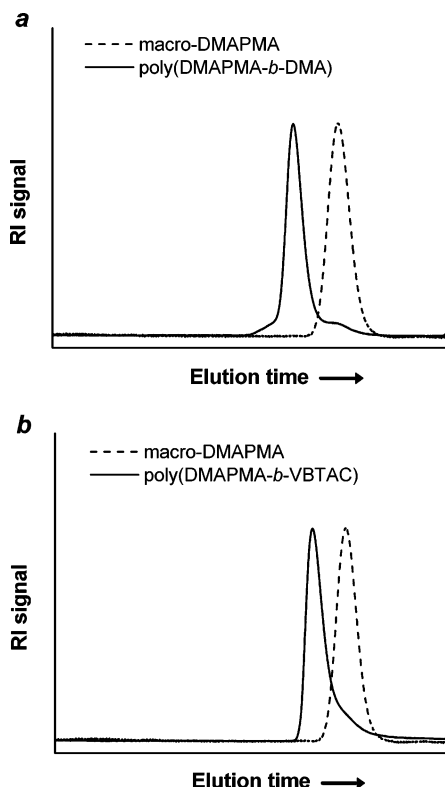 a
macro-DMAPMA
poly(DMAPMA-b-DMA)
RI signal
Elution time
b
macro-DMAPMA
poly(DMAPMA-b-VBTAC)
RI signal
Elution time